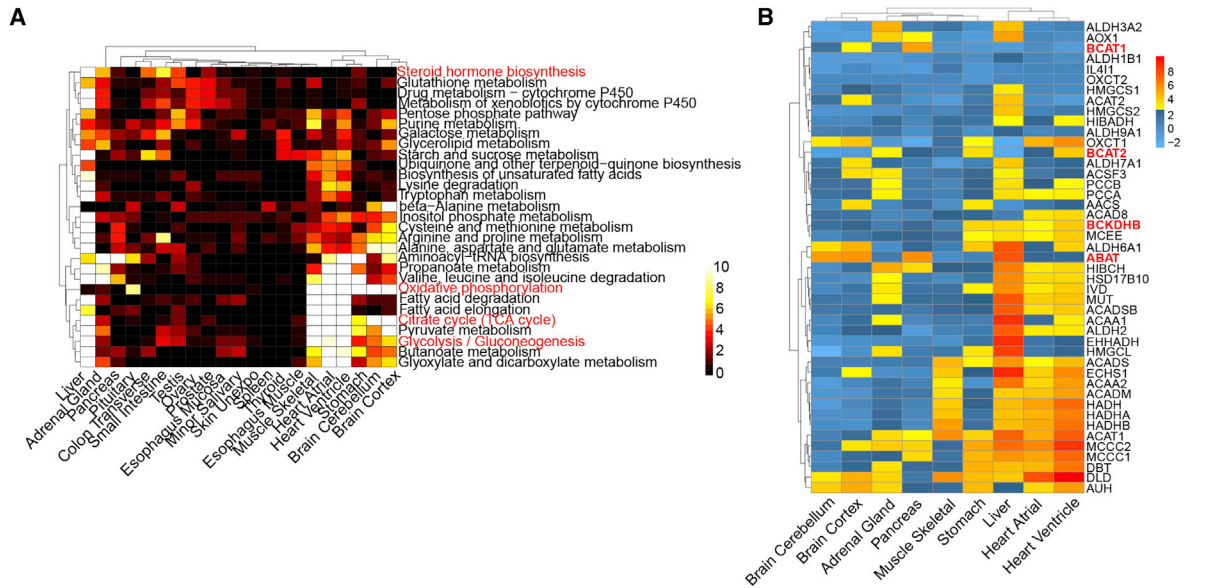 A
Steroid hormone biosynthesis
Glutathione metabolism
Drug metabolism - cytochrome P450
Metabolism of xenobiotics by cytochrome P450
Pentose phosphate pathway
Purine metabolism
Galactose metabolism
Glycerolipid metabolism
Starch and sucrose metabolism
Ubiquinone and other terpenoid-quinone biosynthesis
Biosynthesis of unsaturated fatty acids
Lysine degradation
Tryptophan metabolism
beta-Alanine metabolism
Inositol phosphate metabolism
Cysteine and methionine metabolism
Arginine and proline metabolism
Alanine, aspartate and glutamate metabolism
Aminoacyl-tRNA biosynthesis
Propanoate metabolism
Valine, leucine and isoleucine degradation
Oxidative phosphorylation
Fatty acid degradation
Fatty acid elongation
Citrate cycle (TCA cycle)
Pyruvate metabolism
Glycolysis / Gluconeogenesis
Butanoate metabolism
Glyoxylate and dicarboxylate metabolism
10
8
6
4
2
0
Liver
Adrenal Gland
Pancreas
Pituitary
Colon Transverse
Small Intestine
Testis
Ovary
Prostate
Esophagus Mucosa
Minor Salivary
Skin Unexpo
Spleen
Thyroid
Esophagus Muscle
Muscle Skeletal
Heart Atrial
Heart Ventricle
Stomach
Brain Cerebellum
Brain Cortex
B
ALDH3A2
AOX1
BCAT1
ALDH1B1
IL4I1
OXCT2
HMGCS1
ACAT2
HMGCS2
HIBADH
ALDH9A1
OXCT1
BCAT2
ALDH7A1
ACSF3
PCCB
PCCA
AACS
ACAD8
BCKDHB
MCEE
ALDH6A1
ABAT
HIBCH
HSD17B10
IVD
MUT
ACADSB
ACAA1
ALDH2
EHHADH
HMGCL
ACADS
ECHS1
ACAA2
ACADM
HADH
HADHA
HADHB
ACAT1
MCCC2
MCCC1
DBT
DLD
AUH
8
6
4
2
0
−2
Brain Cerebellum
Brain Cortex
Adrenal Gland
Pancreas
Muscle Skeletal
Stomach
Liver
Heart Atrial
Heart Ventricle